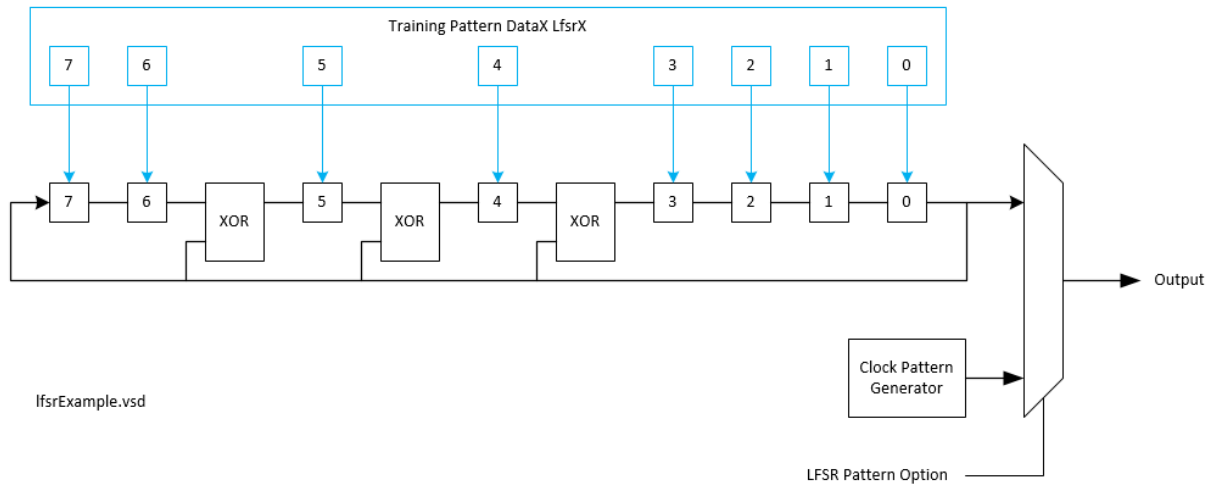 Training Pattern DataX LfsrX
7 6 5 4 3 2 1 0
7 6 XOR 5 XOR 4 XOR 3 2 1 0
Output
Clock Pattern
Generator
lfsrExample.vsd
LFSR Pattern Option